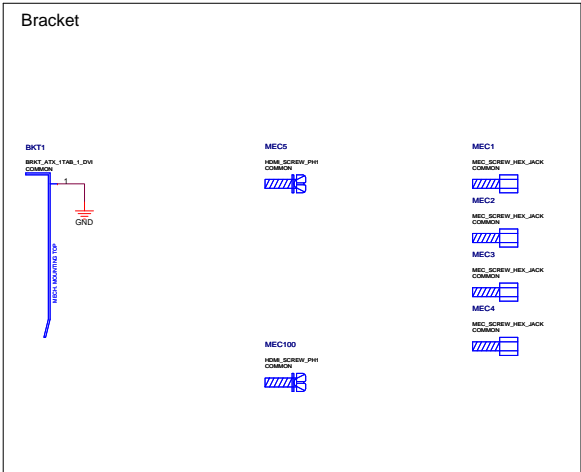 Bracket
BKT1
BRKT_ATX_1TAB_1_DVI
COMMON
1
GND
MECH. MOUNTING TOP
MEC5
HDMI_SCREW_PH1
COMMON
MEC100
HDMI_SCREW_PH1
COMMON
MEC1
MEC_SCREW_HEX_JACK
COMMON
MEC2
MEC_SCREW_HEX_JACK
COMMON
MEC3
MEC_SCREW_HEX_JACK
COMMON
MEC4
MEC_SCREW_HEX_JACK
COMMON